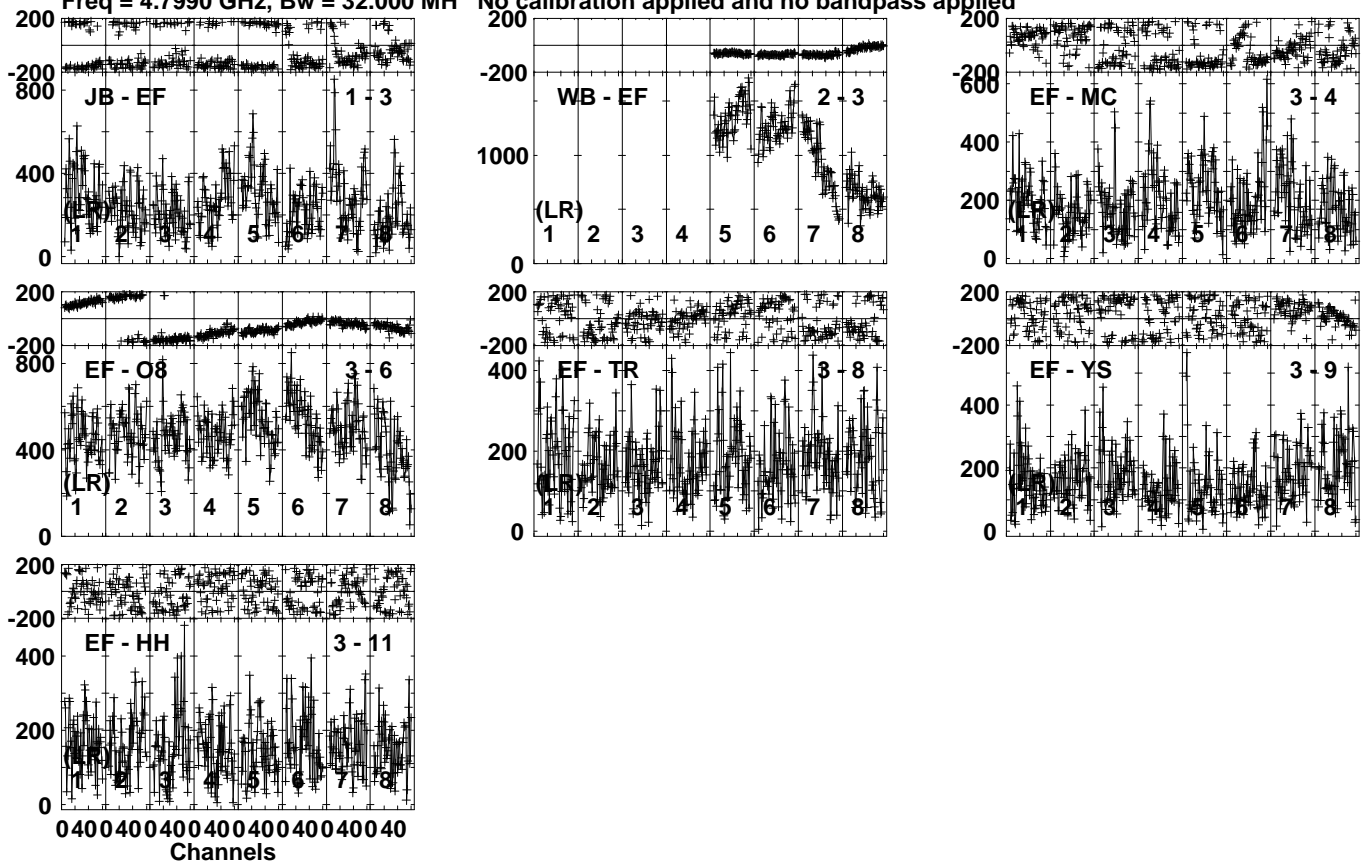 Freq = 4.7990 GHz, Bw = 32.000 MH No calibration applied and no bandpass applied
200
-200
800
400
0
JB - EF 1 - 3
(LR)
1 2 3 4 5 6 7 8
200
-200
1000
0
WB - EF 2 - 3
(LR)
1 2 3 4 5 6 7 8
200
-200
600
400
200
0
EF - MC 3 - 4
(LR)
1 2 3 4 5 6 7 8
200
-200
800
400
0
EF - O8 3 - 6
(LR)
1 2 3 4 5 6 7 8
200
-200
400
200
0
EF - TR 3 - 8
(LR)
1 2 3 4 5 6 7 8
200
-200
400
200
0
EF - YS 3 - 9
(LR)
1 2 3 4 5 6 7 8
200
-200
400
200
0
EF - HH 3 - 11
(LR)
1 2 3 4 5 6 7 8
0 40 0 40 0 40 0 40 0 40 0 40 0 40 0 40
Channels